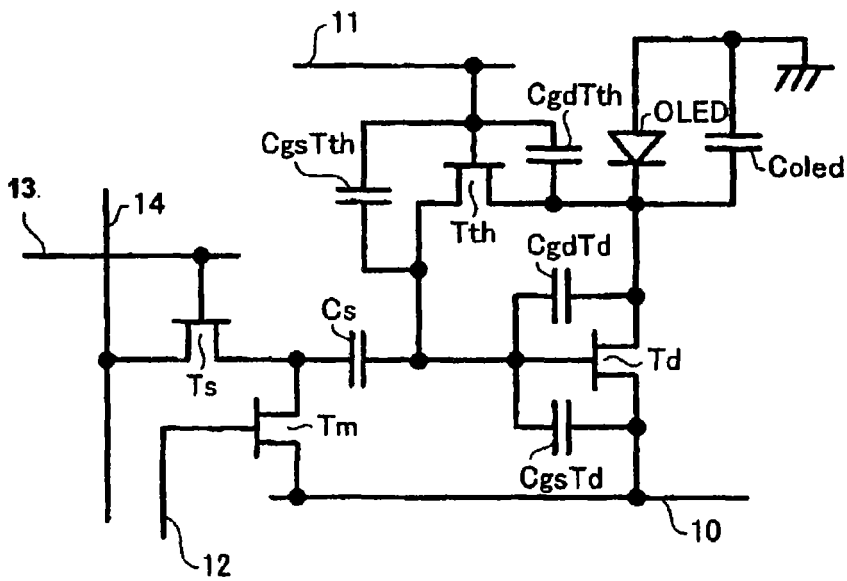 11
CgdTth
OLED
CgsTth
Coled
13.
14
Tth
CgdTd
Cs
Ts
Td
Tm
CgsTd
12
10